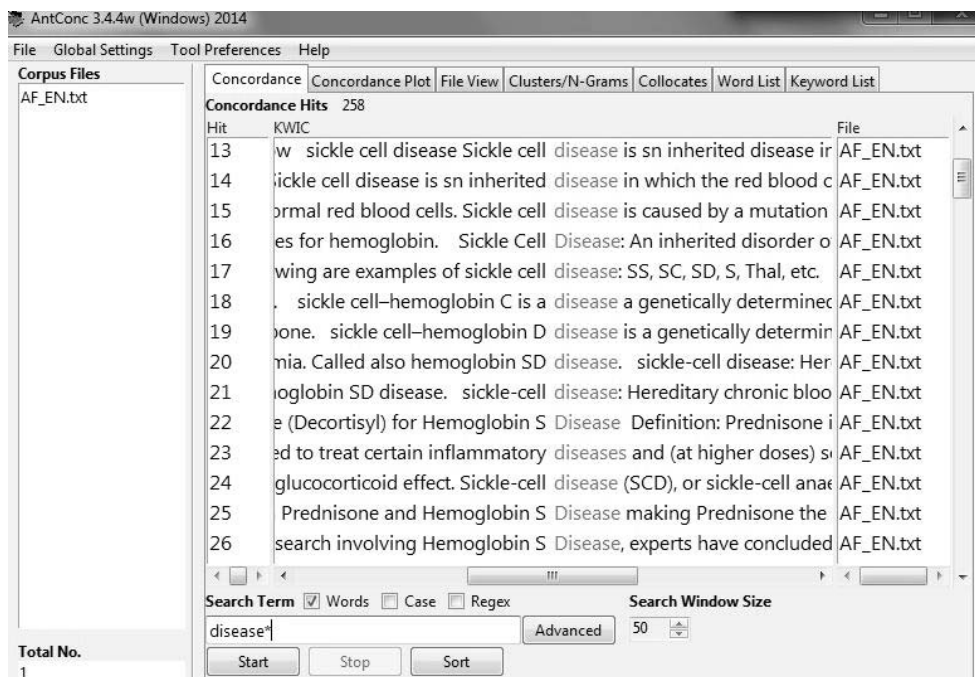 AntConc 3.4.4w (Windows) 2014
File Global Settings Tool Preferences Help
Corpus Files
AF_EN.txt
Concordance Concordance Plot File View Clusters/N-Grams Collocates Word List Keyword List
Concordance Hits 258
Hit KWIC File
13 w sickle cell disease Sickle cell disease is sn inherited disease ir AF_EN.txt
14 ickle cell disease is sn inherited disease in which the red blood c AF_EN.txt
15 ormal red blood cells. Sickle cell disease is caused by a mutation AF_EN.txt
16 es for hemoglobin. Sickle Cell Disease: An inherited disorder o AF_EN.txt
17 wing are examples of sickle cell disease: SS, SC, SD, S, Thal, etc. AF_EN.txt
18 . sickle cell–hemoglobin C is a disease a genetically determined AF_EN.txt
19 bone. sickle cell–hemoglobin D disease is a genetically determin AF_EN.txt
20 mia. Called also hemoglobin SD disease. sickle-cell disease: Her AF_EN.txt
21 noglobin SD disease. sickle-cell disease: Hereditary chronic bloo AF_EN.txt
22 e (Decortisyl) for Hemoglobin S Disease Definition: Prednisone i AF_EN.txt
23 ed to treat certain inflammatory diseases and (at higher doses) s AF_EN.txt
24 glucocorticoid effect. Sickle-cell disease (SCD), or sickle-cell anae AF_EN.txt
25 Prednisone and Hemoglobin S Disease making Prednisone the AF_EN.txt
26 search involving Hemoglobin S Disease, experts have concluded AF_EN.txt
Search Term Words Case Regex Search Window Size
disease* Advanced 50
Total No.
Start Stop Sort
1